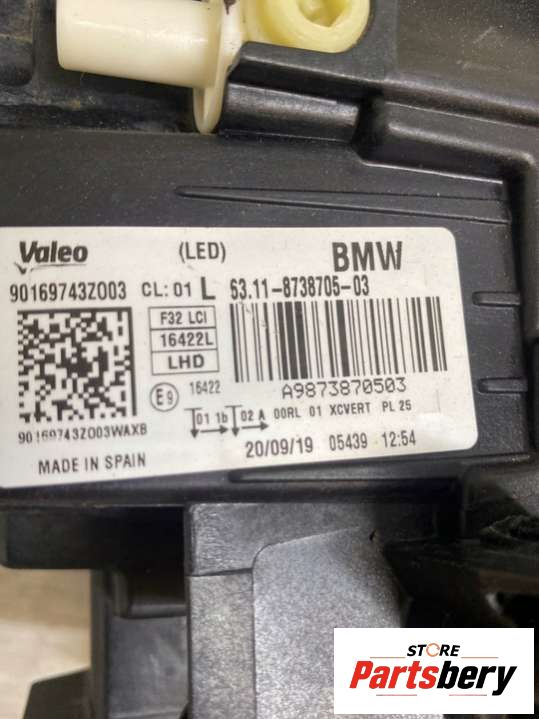 Valeo (LED) BMW
90169743Z003 CL: 01 L 63.11-8738705-03
F32 LCI
16422L
LHD
E9 16422
A9873870503
01 1b 02 A 00RL 01 XCVERT PL 25
90169743Z003WAXB
20/09/19 05439 12:54
MADE IN SPAIN
STORE
Partsbery